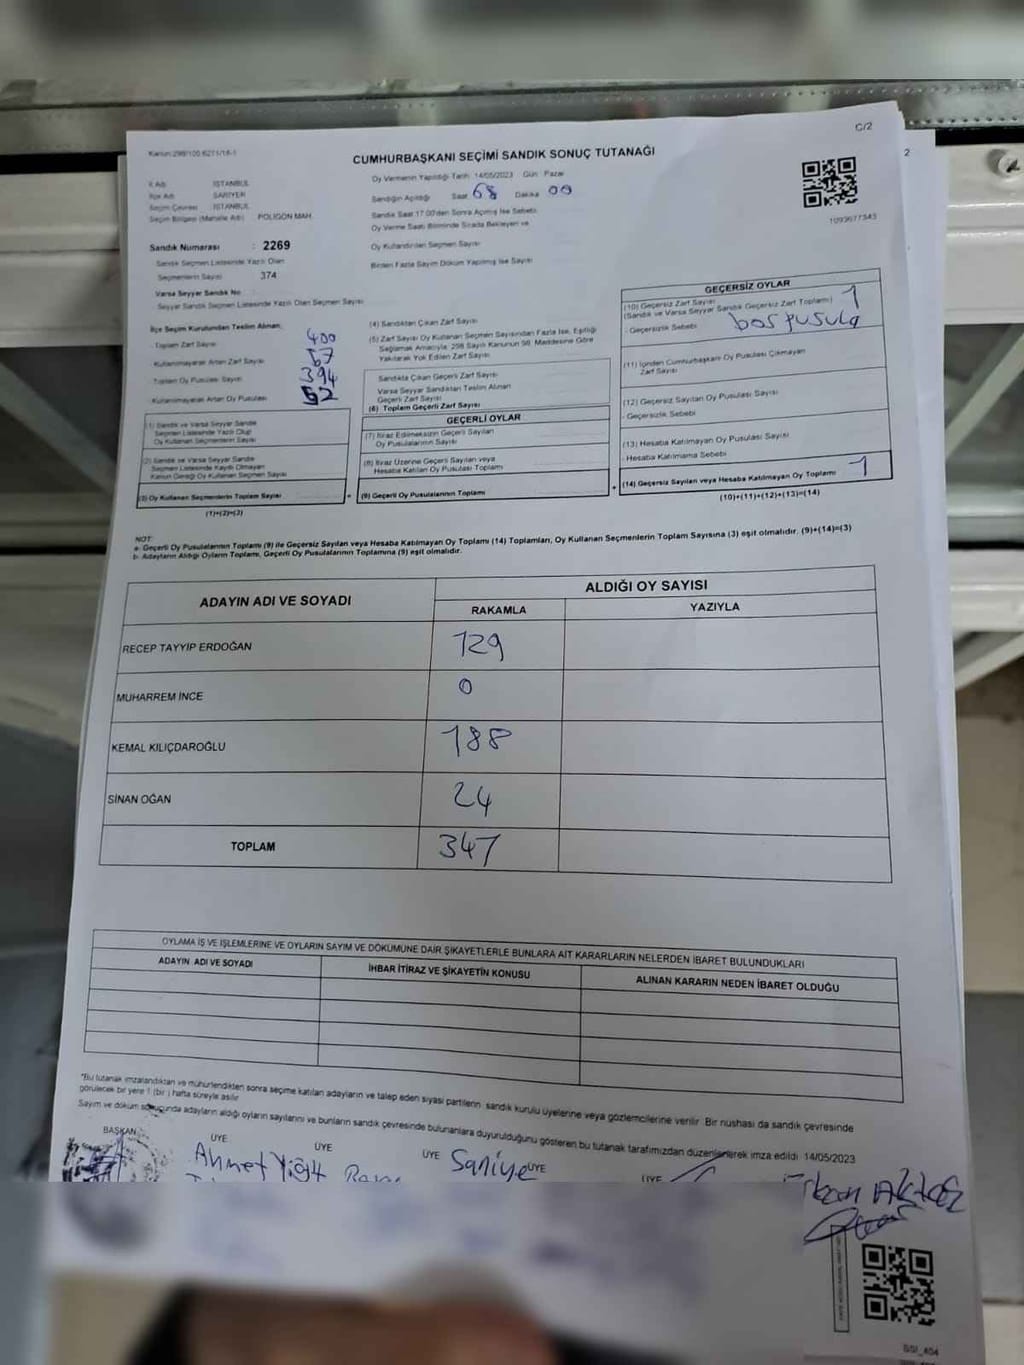 Kanun:298/100 6271/18-1
C/2
2
CUMHURBAŞKANI SEÇİMİ SANDIK SONUÇ TUTANAĞI
İl Adı İSTANBUL
İlçe Adı SARIYER
Seçim Çevresi İSTANBUL
Seçim Bölgesi (Mahalle Adı) POLİGON MAH.
Sandık Numarası : 2269
Sandık Seçmen Listesinde Yazılı Olan
Seçmenlerin Sayısı 374
Varsa Seyyar Sandık No
Seyyar Sandık Seçmen Listesinde Yazılı Olan Seçmen Sayısı
Oy Vermenin Yapıldığı Tarih 14/05/2023 Gün Pazar
Sandığın Açıldığı Saat Dakika 00
Sandık Saat 17.00'den Sonra Açılmış İse Sebebi
Oy Verme Saati Bitiminde Sırada Bekleyen ve
Oy Kullandırılan Seçmen Sayısı
Birden Fazla Sayım Döküm Yapılmış İse Sayısı
1093677343
İlçe Seçim Kurulundan Teslim Alınan;
- Toplam Zarf Sayısı 400
- Kullanılmayarak Artan Zarf Sayısı
Toplam Oy Pusulası Sayısı 394
- Kullanılmayarak Artan Oy Pusulası
(1) Sandık ve Varsa Seyyar Sandık
Seçmen Listesinde Yazılı Olup
Oy Kullanan Seçmenlerin Sayısı
(2) Sandık ve Varsa Seyyar Sandık
Seçmen Listesinde Kayıtlı Olmayan
Kanun Gereği Oy Kullanan Seçmen Sayısı
(3) Oy Kullanan Seçmenlerin Toplam Sayısı
(1)+(2)=(3)
(4) Sandıktan Çıkan Zarf Sayısı
(5) Zarf Sayısı Oy Kullanan Seçmen Sayısından Fazla İse, Eşitliği
Sağlamak Amacıyla; 298 Sayılı Kanunun 98. Maddesine Göre
Yakılarak Yok Edilen Zarf Sayısı
Sandıkta Çıkan Geçerli Zarf Sayısı
Varsa Seyyar Sandıktan Teslim Alınan
Geçerli Zarf Sayısı
(6) Toplam Geçerli Zarf Sayısı
GEÇERLİ OYLAR
(7) İtiraz Edilmeksizin Geçerli Sayılan
Oy Pusulalarının Sayısı
(8) İtiraz Üzerine Geçerli Sayılan veya
Hesaba Katılan Oy Pusulası Toplamı
= (9) Geçerli Oy Pusulalarının Toplamı
GEÇERSİZ OYLAR
(10) Geçersiz Zarf Sayısı
(Sandık ve Varsa Seyyar Sandık Geçersiz Zarf Toplamı) 1
- Geçersizlik Sebebi boş pusula
(11) İçinden Cumhurbaşkanı Oy Pusulası Çıkmayan
Zarf Sayısı
(12) Geçersiz Sayılan Oy Pusulası Sayısı
- Geçersizlik Sebebi
(13) Hesaba Katılmayan Oy Pusulası Sayısı
- Hesaba Katılmama Sebebi
+ (14) Geçersiz Sayılan veya Hesaba Katılmayan Oy Toplamı 1
(10)+(11)+(12)+(13)=(14)
NOT:
a- Geçerli Oy Pusulalarının Toplamı (9) ile Geçersiz Sayılan veya Hesaba Katılmayan Oy Toplamı (14) Toplamları, Oy Kullanan Seçmenlerin Toplam Sayısına (3) eşit olmalıdır. (9)+(14)=(3)
b- Adayların Aldığı Oyların Toplamı, Geçerli Oy Pusulalarının Toplamına (9) eşit olmalıdır.
ADAYIN ADI VE SOYADI ALDIĞI OY SAYISI
RAKAMLA YAZIYLA
RECEP TAYYİP ERDOĞAN 129
MUHARREM İNCE 0
KEMAL KILIÇDAROĞLU 188
SİNAN OĞAN 24
TOPLAM 347
OYLAMA İŞ VE İŞLEMLERİNE VE OYLARIN SAYIM VE DÖKÜMÜNE DAİR ŞİKAYETLERLE BUNLARA AİT KARARLARIN NELERDEN İBARET BULUNDUKLARI
ADAYIN ADI VE SOYADI İHBAR İTİRAZ VE ŞİKAYETİN KONUSU ALINAN KARARIN NEDEN İBARET OLDUĞU
"Bu tutanak imzalandıktan ve mühürlendikten sonra seçime katılan adayların ve talep eden siyasi partilerin sandık kurulu üyelerine veya gözlemcilerine verilir. Bir nüshası da sandık çevresinde
görülecek bir yere 1 (bir ) hafta süreyle asılır
Sayım ve döküm sonucunda adayların aldığı oyların sayılarını ve bunların sandık çevresinde bulunanlara duyurulduğunu gösteren bu tutanak tarafımızdan düzenlenerek imza edildi 14/05/2023
BAŞKAN ÜYE ÜYE ÜYE ÜYE ÜYE
Ahmet Yiğit Saniye